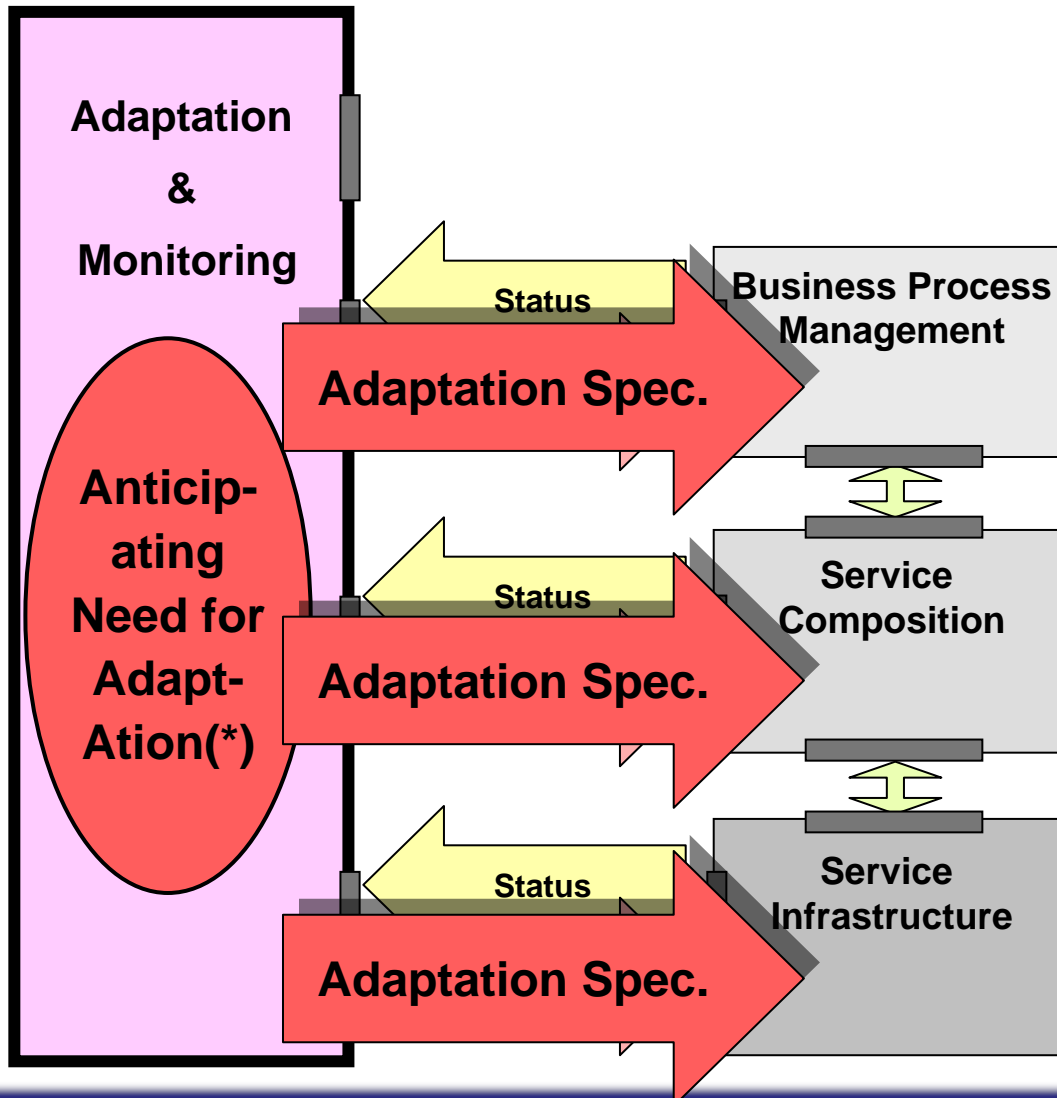 Adaptation
&
Monitoring
Anticip-
ating
Need for
Adapt-
Ation(*)
Status
Adaptation Spec.
Business Process
Management
Status
Adaptation Spec.
Service
Composition
Status
Adaptation Spec.
Service
Infrastructure